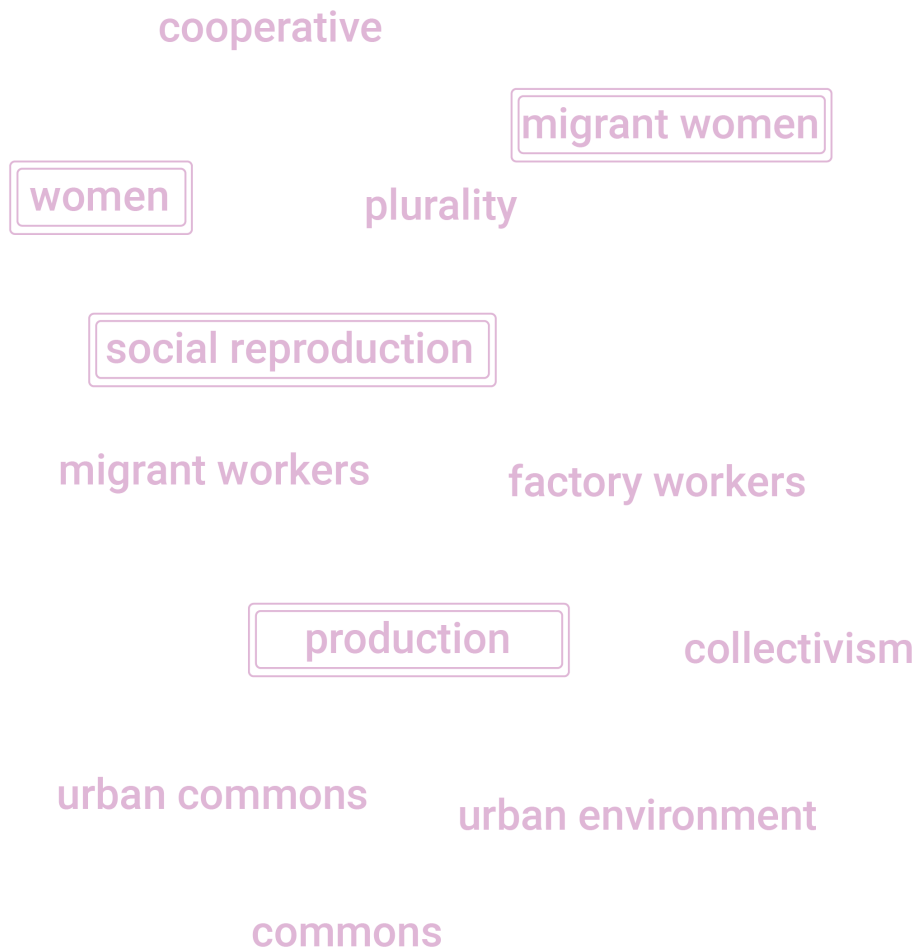 cooperative
migrant women
women
plurality
social reproduction
migrant workers
factory workers
production
collectivism
urban commons
urban environment
commons